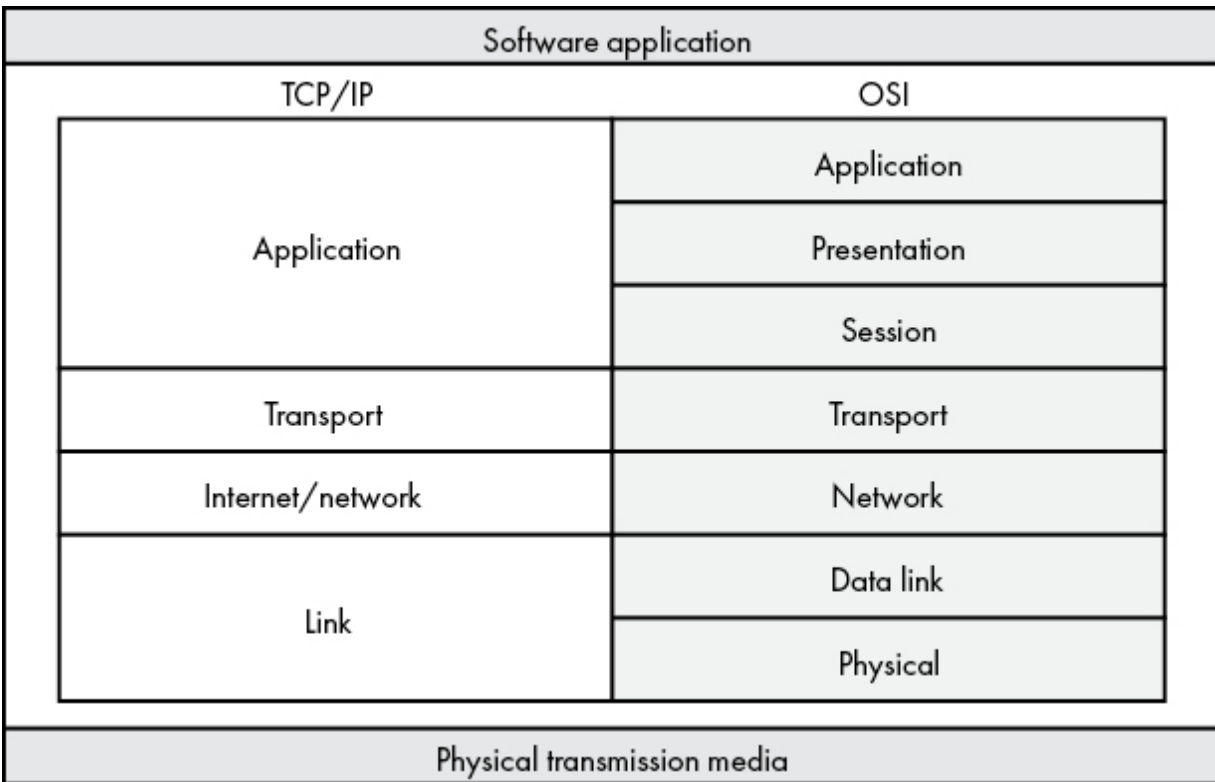 Software application
TCP/IP
OSI
Application
Application
Presentation
Session
Transport
Transport
Internet/network
Network
Link
Data link
Physical
Physical transmission media